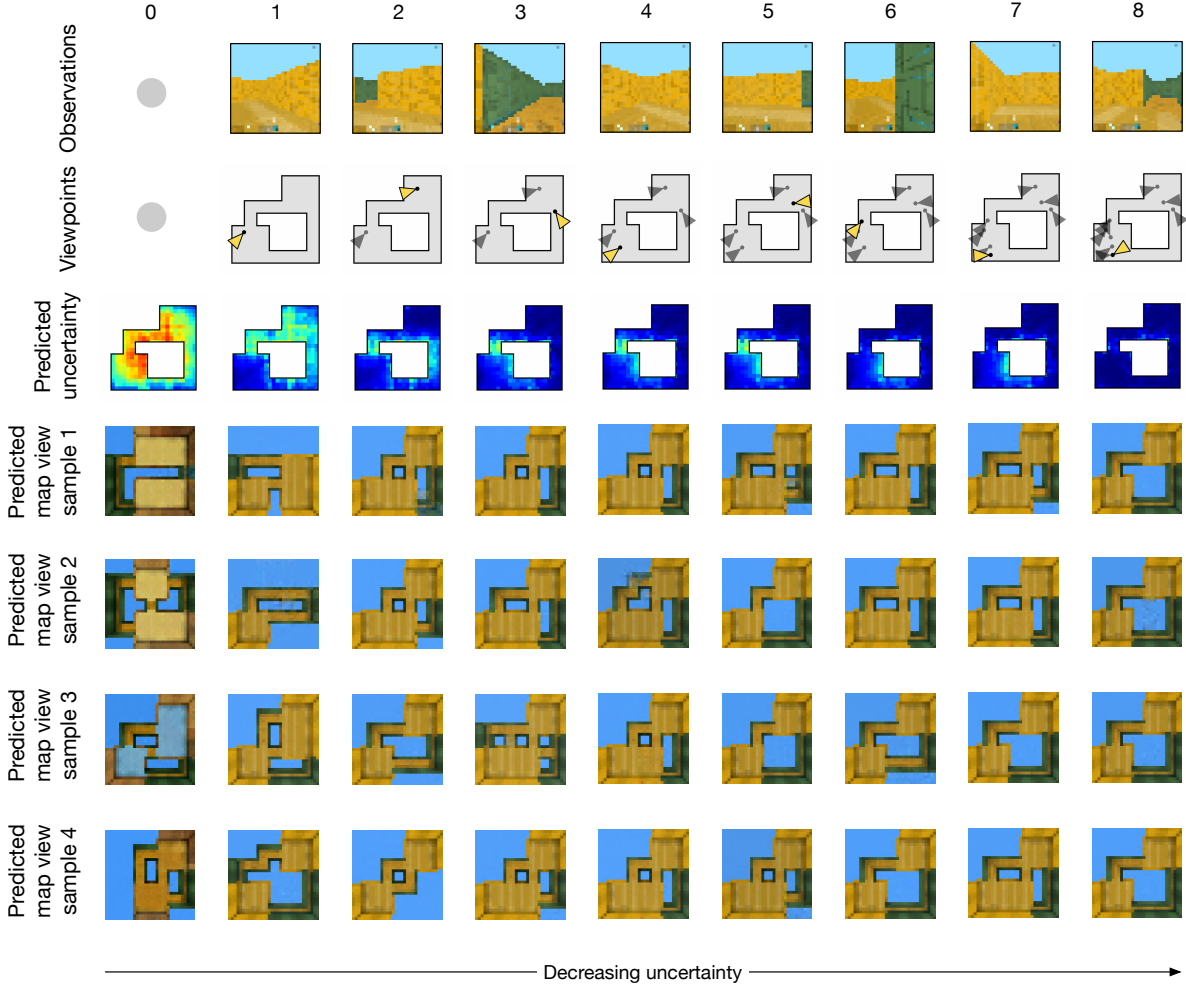 0 1 2 3 4 5 6 7 8
Observations
Viewpoints
Predicted
uncertainty
Predicted
map view
sample 1
Predicted
map view
sample 2
Predicted
map view
sample 3
Predicted
map view
sample 4
Decreasing uncertainty